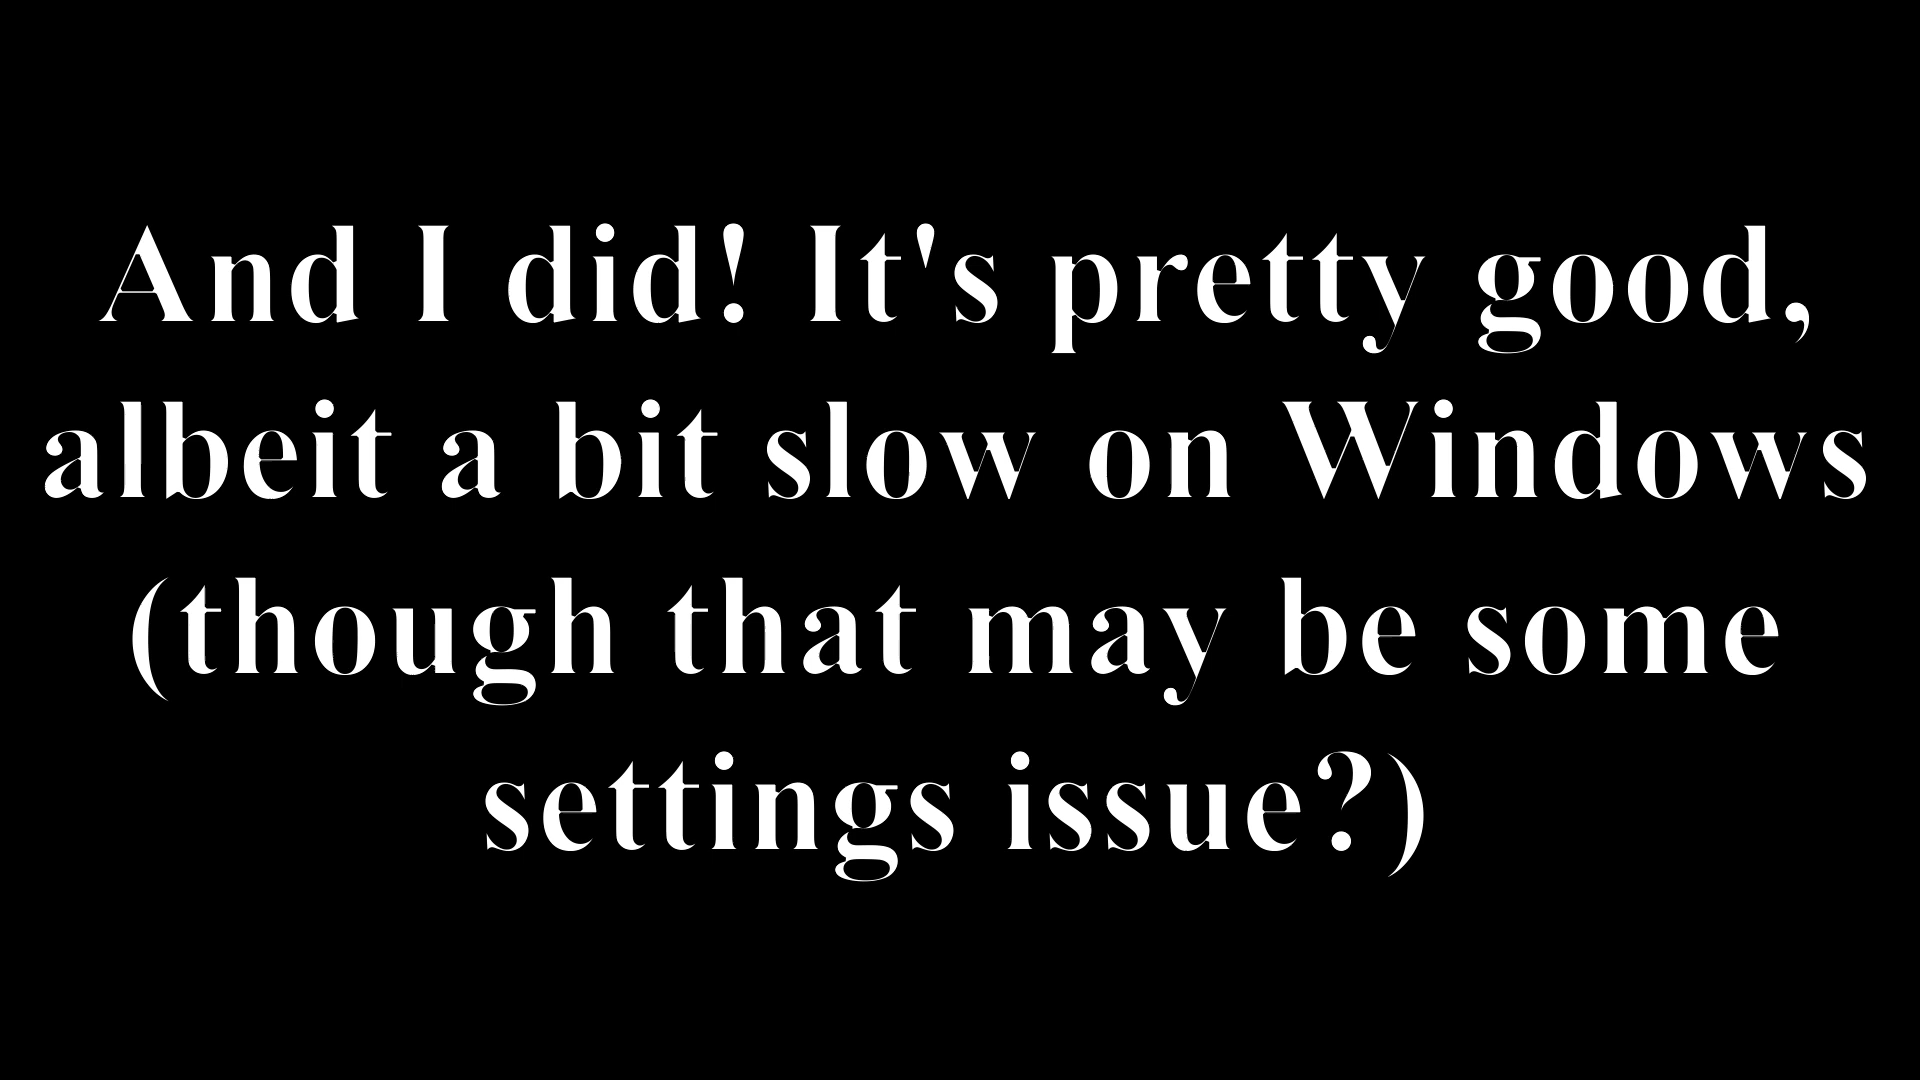 And I did! It's pretty good,
albeit a bit slow on Windows
(though that may be some
settings issue?)